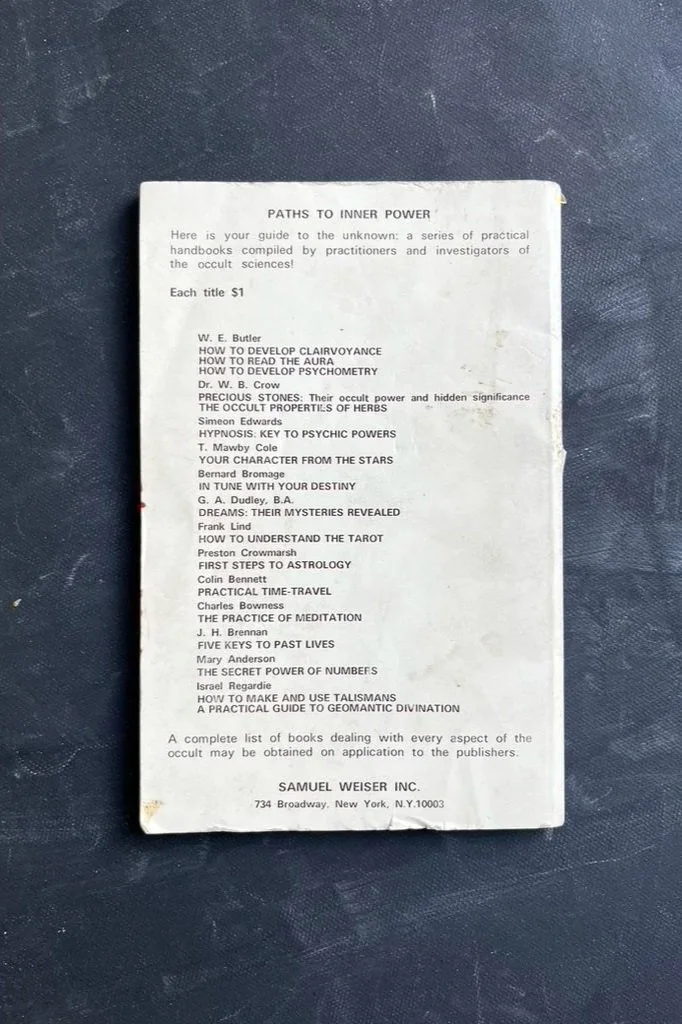 PATHS TO INNER POWER
Here is your guide to the unknown: a series of practical
handbooks compiled by practitioners and investigators of
the occult sciences!
Each title $1
W. E. Butler
HOW TO DEVELOP CLAIRVOYANCE
HOW TO READ THE AURA
HOW TO DEVELOP PSYCHOMETRY
Dr. W. B. Crow
PRECIOUS STONES: Their occult power and hidden significance
THE OCCULT PROPERTIES OF HERBS
Simeon Edwards
HYPNOSIS: KEY TO PSYCHIC POWERS
T. Mawby Cole
YOUR CHARACTER FROM THE STARS
Bernard Bromage
IN TUNE WITH YOUR DESTINY
G. A. Dudley, B.A.
DREAMS: THEIR MYSTERIES REVEALED
Frank Lind
HOW TO UNDERSTAND THE TAROT
Preston Crowmarsh
FIRST STEPS TO ASTROLOGY
Colin Bennett
PRACTICAL TIME-TRAVEL
Charles Bowness
THE PRACTICE OF MEDITATION
J. H. Brennan
FIVE KEYS TO PAST LIVES
Mary Anderson
THE SECRET POWER OF NUMBERS
Israel Regardie
HOW TO MAKE AND USE TALISMANS
A PRACTICAL GUIDE TO GEOMANTIC DIVINATION
A complete list of books dealing with every aspect of the
occult may be obtained on application to the publishers.
SAMUEL WEISER INC.
734 Broadway, New York, N.Y.10003